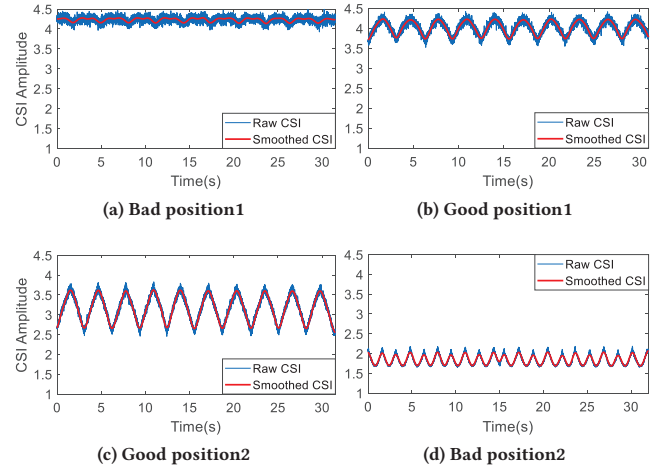 4.5
4
3.5
3
2.5
2
1.5
1
CSI Amplitude
0 5 10 15 20 25 30
Time(s)
Raw CSI
Smoothed CSI
(a) Bad position1
4.5
4
3.5
3
2.5
2
1.5
1
0 5 10 15 20 25 30
Time(s)
Raw CSI
Smoothed CSI
(b) Good position1
4.5
4
3.5
3
2.5
2
1.5
1
CSI Amplitude
0 5 10 15 20 25 30
Time(s)
Raw CSI
Smoothed CSI
(c) Good position2
4.5
4
3.5
3
2.5
2
1.5
1
0 5 10 15 20 25 30
Time(s)
Raw CSI
Smoothed CSI
(d) Bad position2